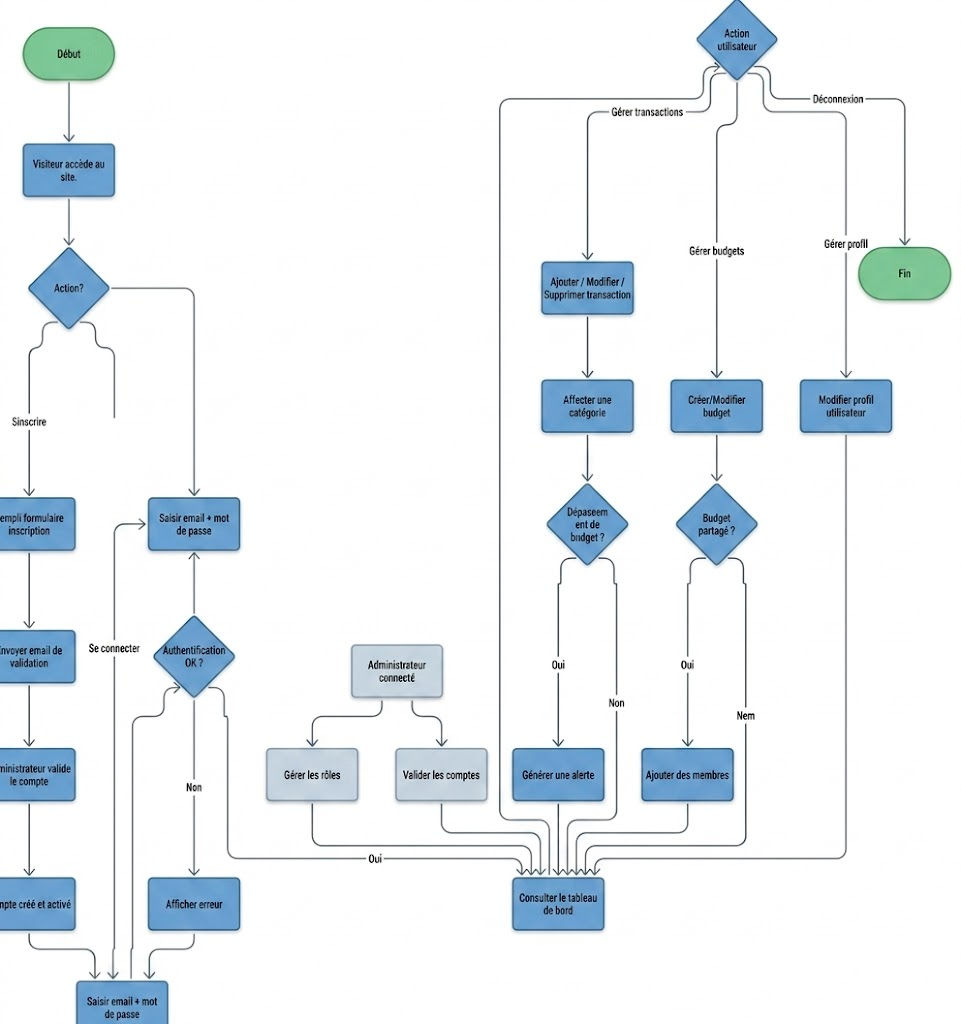 Début
Visiteur accède au
site.
Action?
Sinscrire
empli formulaire
inscription
Envoyer email de
validation
ministrateur valide
le compte
mpte créé et activé
Saisir email + mot
de passe
Se connecter
Authentification
OK ?
Non
Afficher erreur
Saisir email + mot
de passe
Oui
Administrateur
connecté
Gérer les rôles
Valider les comptes
Action
utilisateur
Gérer transactions
Déconnexion
Gérer budgets
Gérer profil
Fin
Ajouter / Modifier /
Supprimer transaction
Affecter une
catégorie
Créer/Modifier
budget
Modifier profil
utilisateur
Dépaseem
ent de
budget ?
Budget
partagé ?
Oui
Non
Oui
Nem
Générer une alerte
Ajouter des membres
Consulter le tableau
de bord